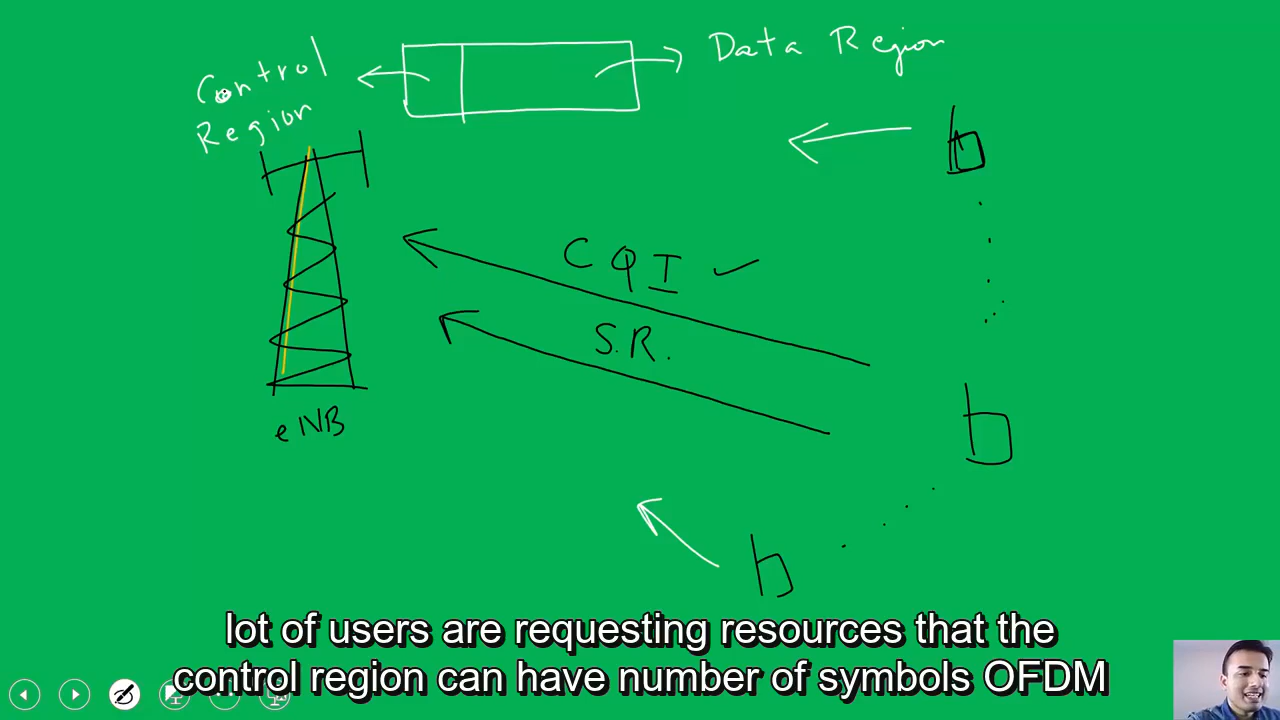 Control
Region
Data Region
CQI
S.R.
eNB
lot of users are requesting resources that the
control region can have number of symbols OFDM